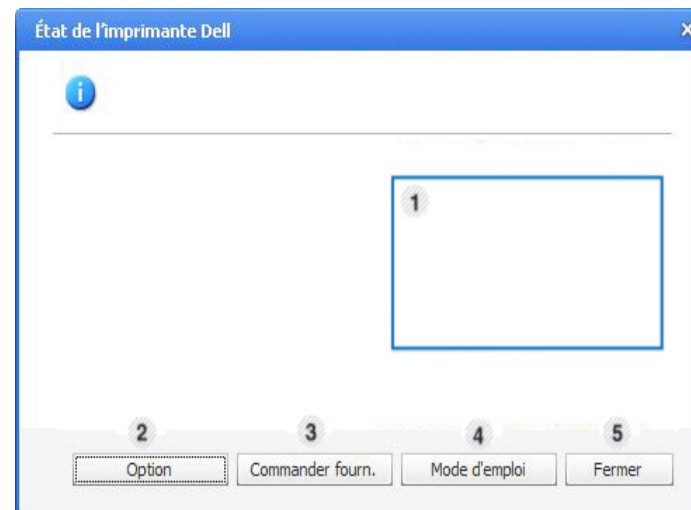 État de l'imprimante Dell
1
2 3 4 5
Option Commander fourn. Mode d'emploi Fermer